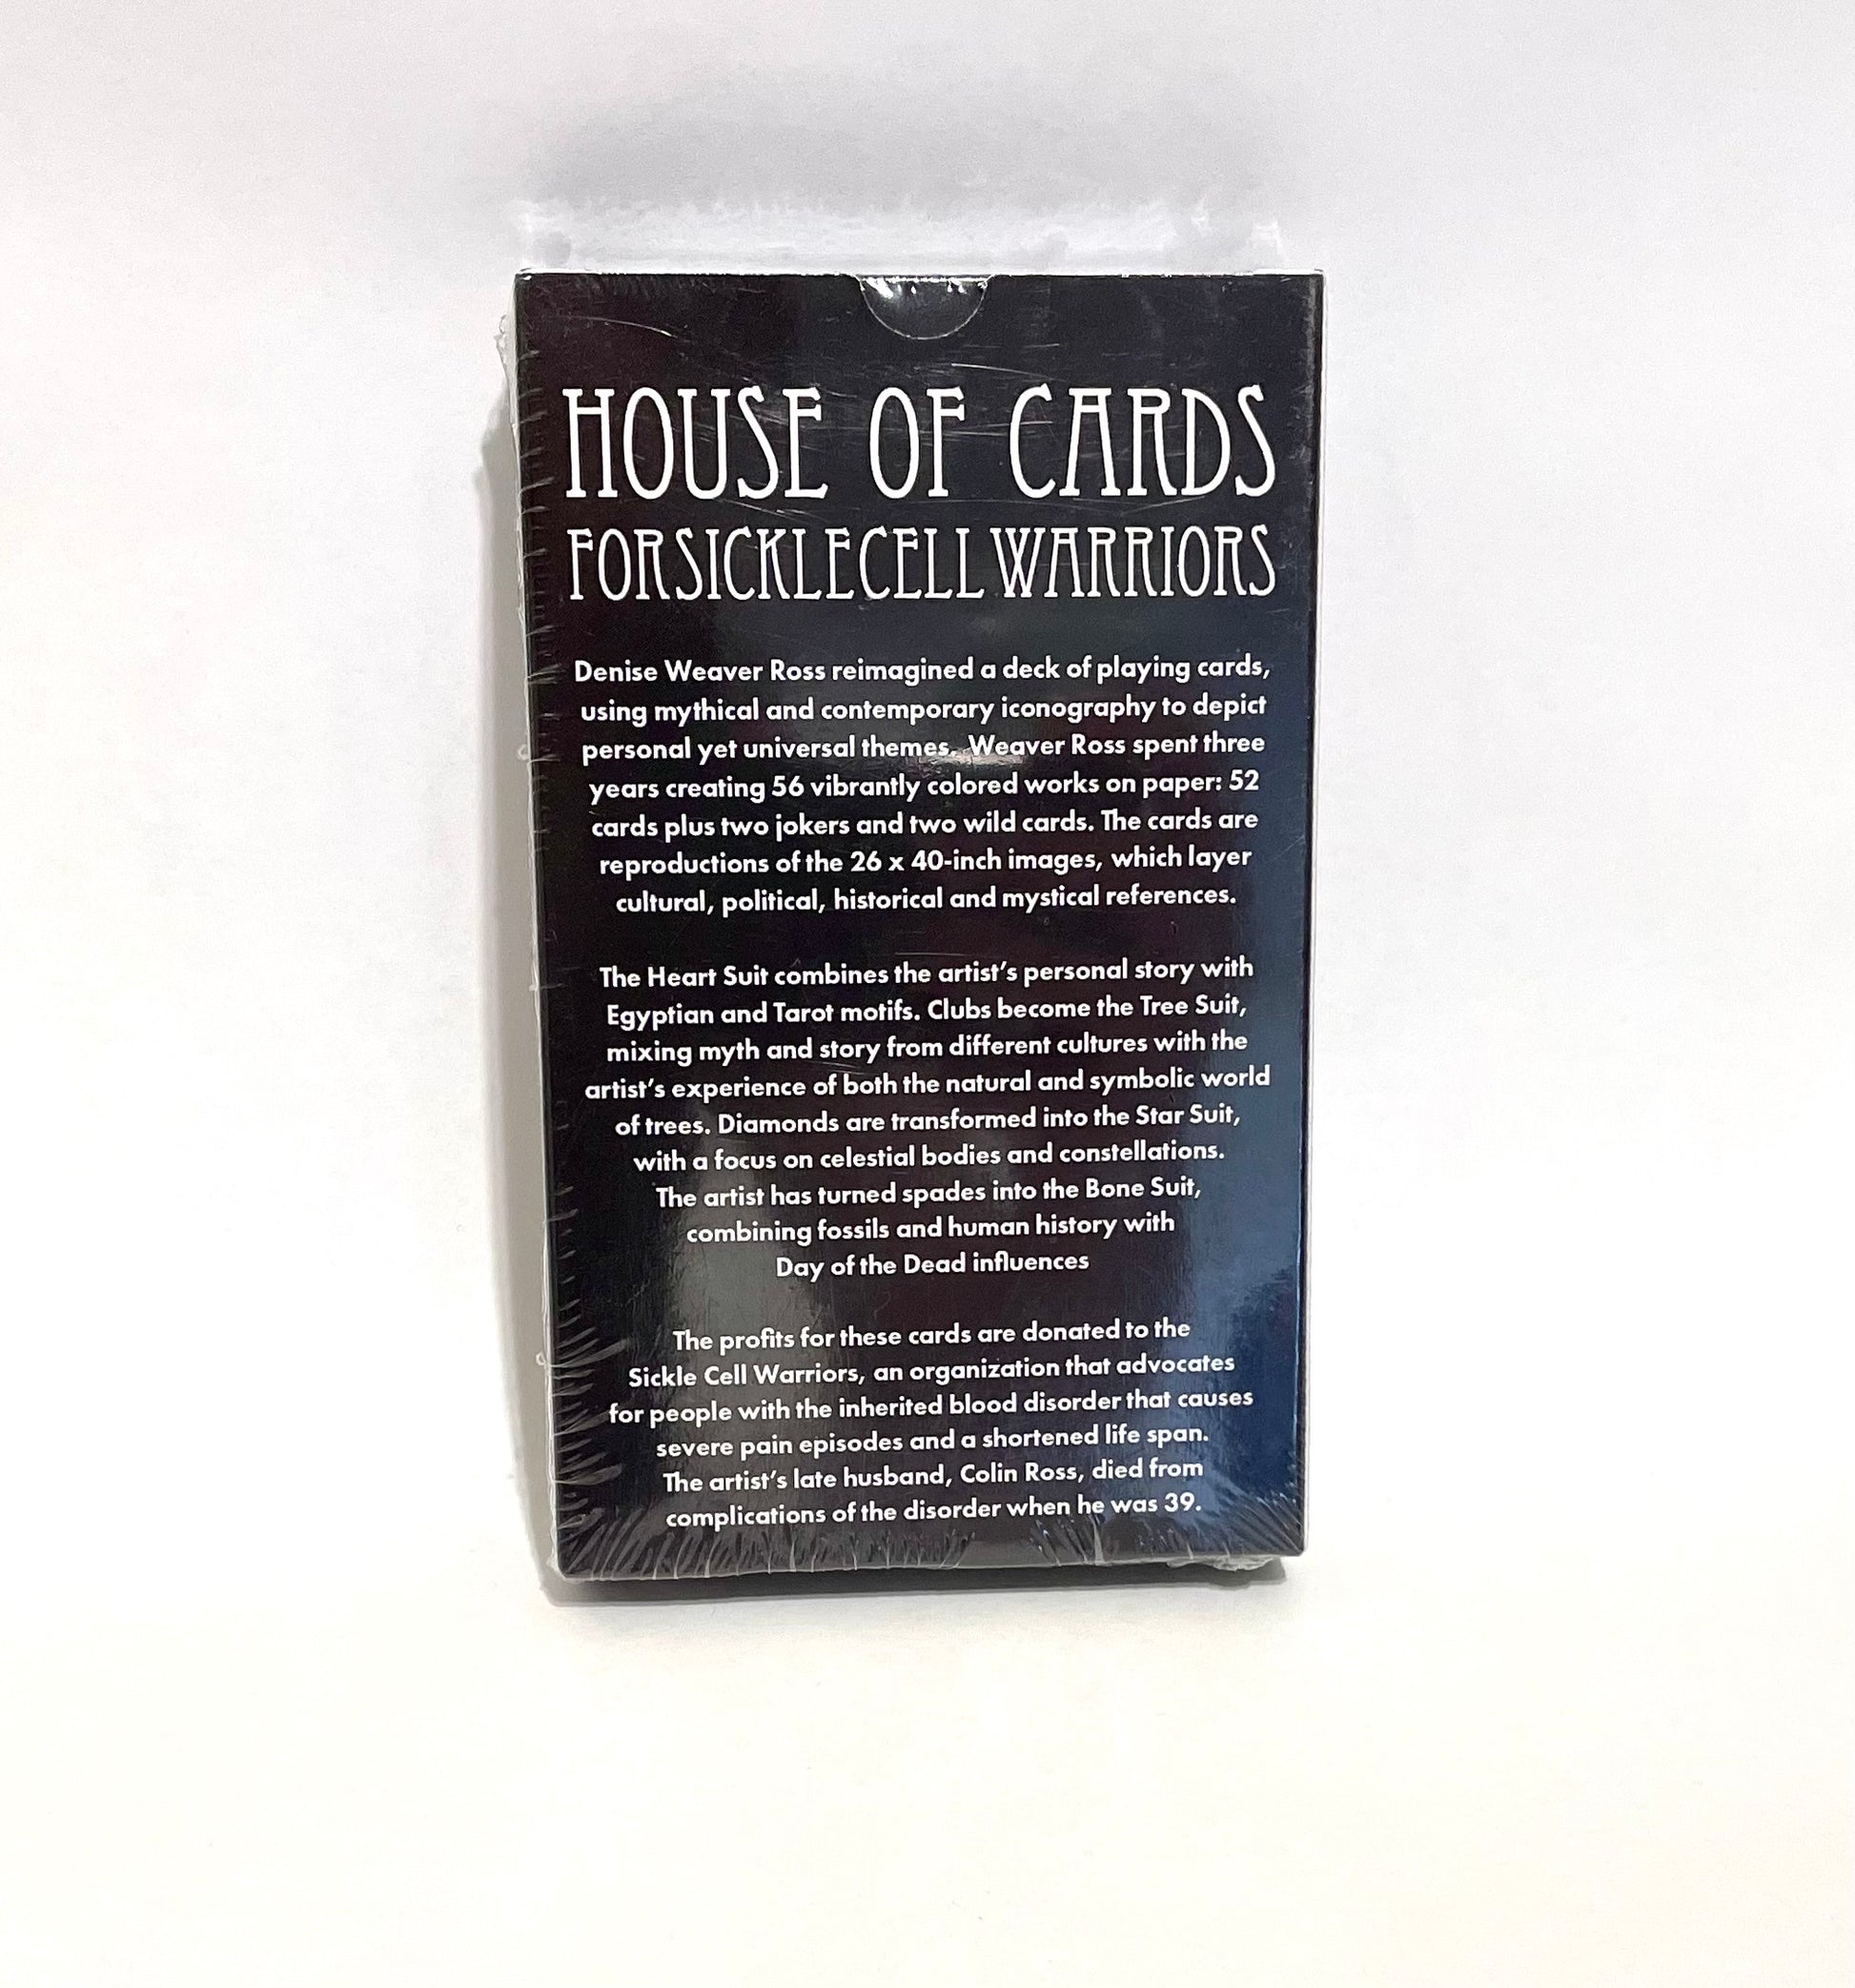 HOUSE OF CARDS
FOR SICKLE CELL WARRIORS
Denise Weaver Ross reimagined a deck of playing cards,
using mythical and contemporary iconography to depict
personal yet universal themes. Weaver Ross spent three
years creating 56 vibrantly colored works on paper: 52
cards plus two jokers and two wild cards. The cards are
reproductions of the 26 x 40-inch images, which layer
cultural, political, historical and mystical references.
The Heart Suit combines the artist's personal story with
Egyptian and Tarot motifs. Clubs become the Tree Suit,
mixing myth and story from different cultures with the
artist's experience of both the natural and symbolic world
of trees. Diamonds are transformed into the Star Suit,
with a focus on celestial bodies and constellations.
The artist has turned spades into the Bone Suit,
combining fossils and human history with
Day of the Dead influences
The profits for these cards are donated to the
Sickle Cell Warriors, an organization that advocates
for people with the inherited blood disorder that causes
severe pain episodes and a shortened life span.
The artist's late husband, Colin Ross, died from
complications of the disorder when he was 39.